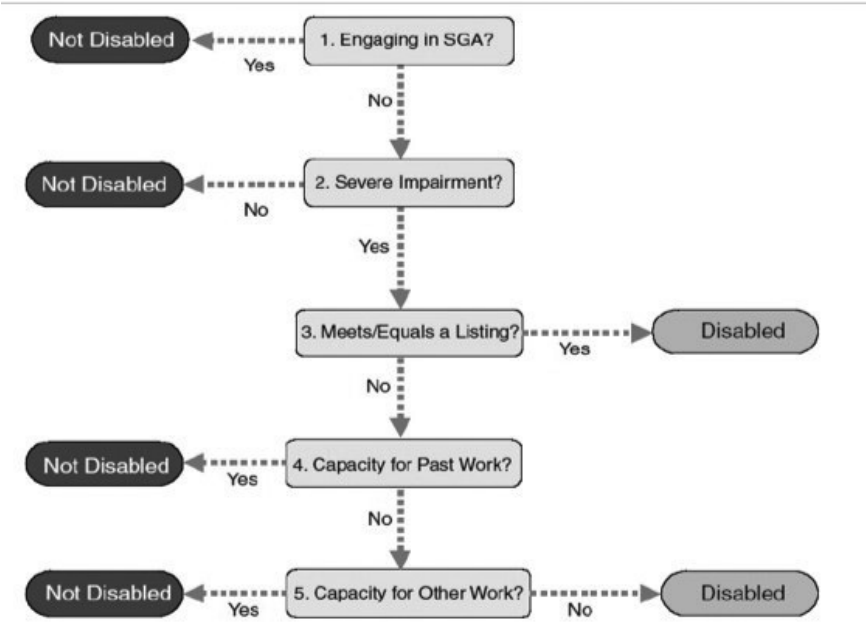 Not Disabled
1. Engaging in SGA?
Yes
No
Not Disabled
2. Severe Impairment?
No
Yes
3. Meets/Equals a Listing?
Disabled
Yes
No
Not Disabled
4. Capacity for Past Work?
Yes
No
Not Disabled
5. Capacity for Other Work?
Disabled
Yes
No